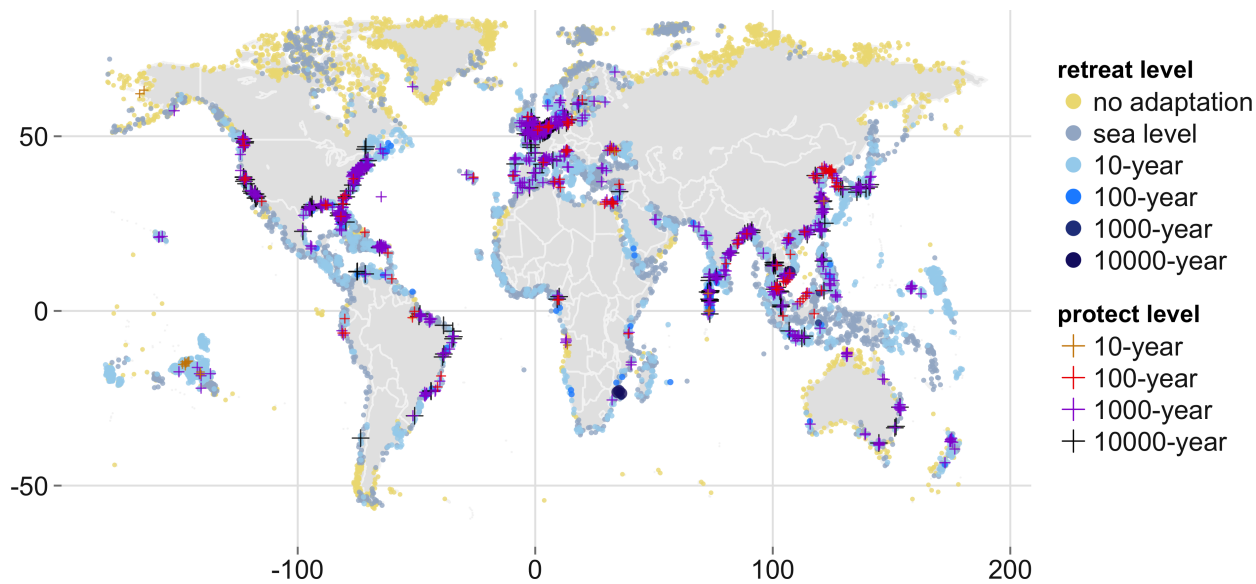 50
0
-50
-100
0
100
200
retreat level
no adaptation
sea level
10-year
100-year
1000-year
10000-year
protect level
10-year
100-year
1000-year
10000-year